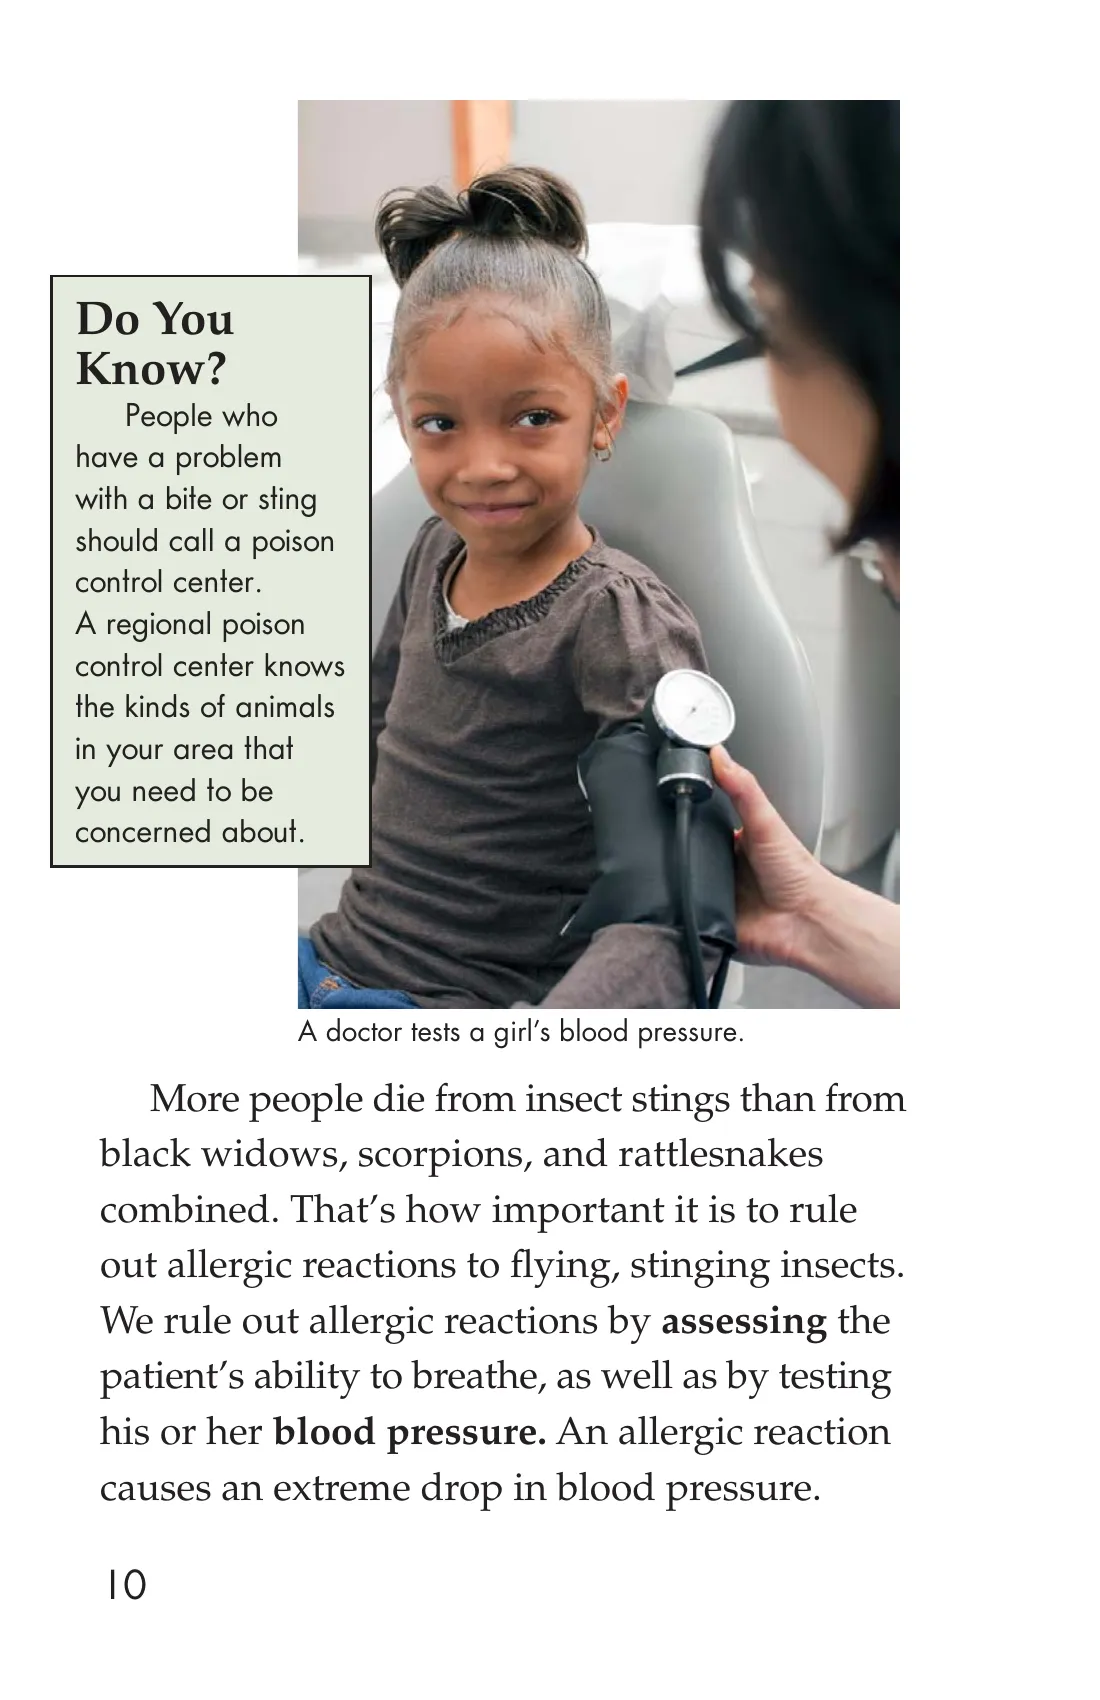 Do You
Know?
People who
have a problem
with a bite or sting
should call a poison
control center.
A regional poison
control center knows
the kinds of animals
in your area that
you need to be
concerned about.
A doctor tests a girl’s blood pressure.
More people die from insect stings than from
black widows, scorpions, and rattlesnakes
combined. That’s how important it is to rule
out allergic reactions to flying, stinging insects.
We rule out allergic reactions by assessing the
patient’s ability to breathe, as well as by testing
his or her blood pressure. An allergic reaction
causes an extreme drop in blood pressure.
10